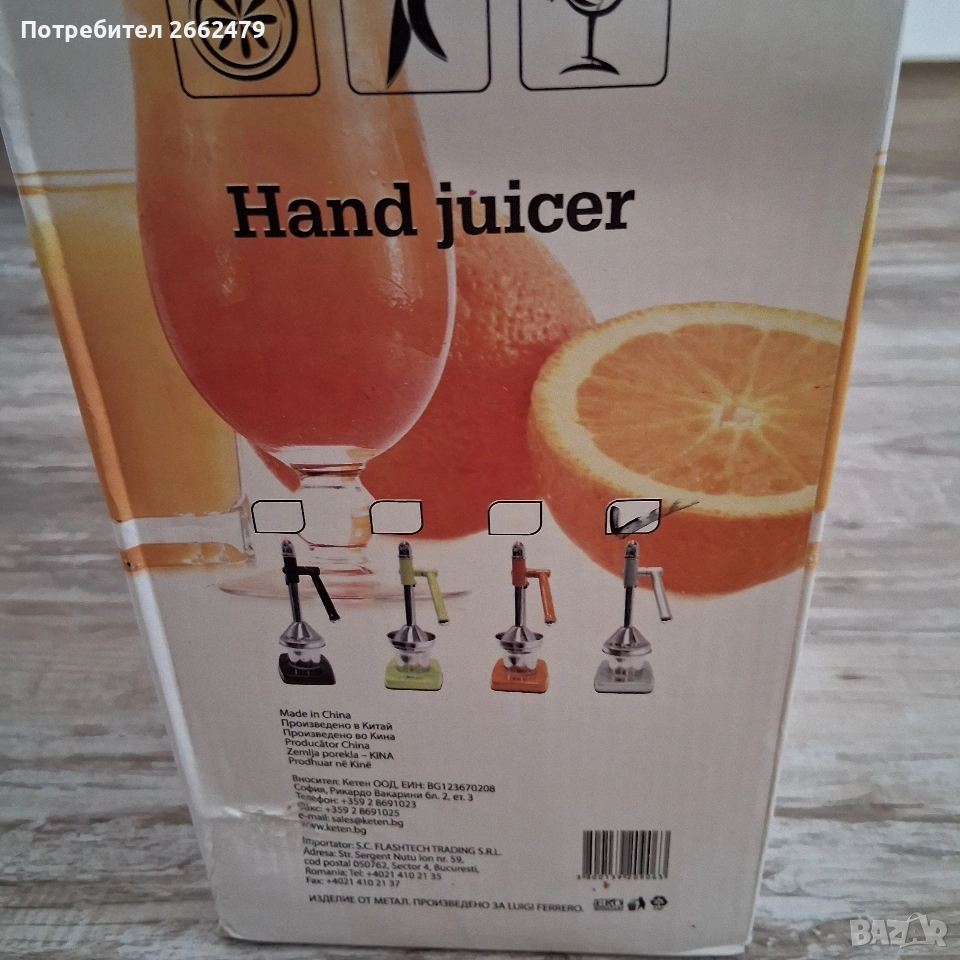 Потребител 2662479
Hand juicer
Made in China
Произведено в Китай
Произведено во Кина
Producător China
Zemlja porekla – KINA
Prodhuar në Kinë
Вносител: Кетен ООД, ЕИН: BG123670208
София, Рикардо Вакарини бл. 2, ет. 3
Телефон: +359 2 8691023
Факс: +359 2 8691025
e-mail: sales@keten.bg
www.keten.bg
Importator: S.C. FLASHTECH TRADING S.R.L.
Adresa: Str. Sergent Nutu Ion nr. 59,
cod postal 050762, Sector 4, Bucuresti,
Romania; Tel: +4021 410 21 35
Fax: +4021 410 21 37
ИЗДЕЛИЕ ОТ МЕТАЛ. ПРОИЗВЕДЕНО ЗА LUIGI FERRERO.
BAZAR